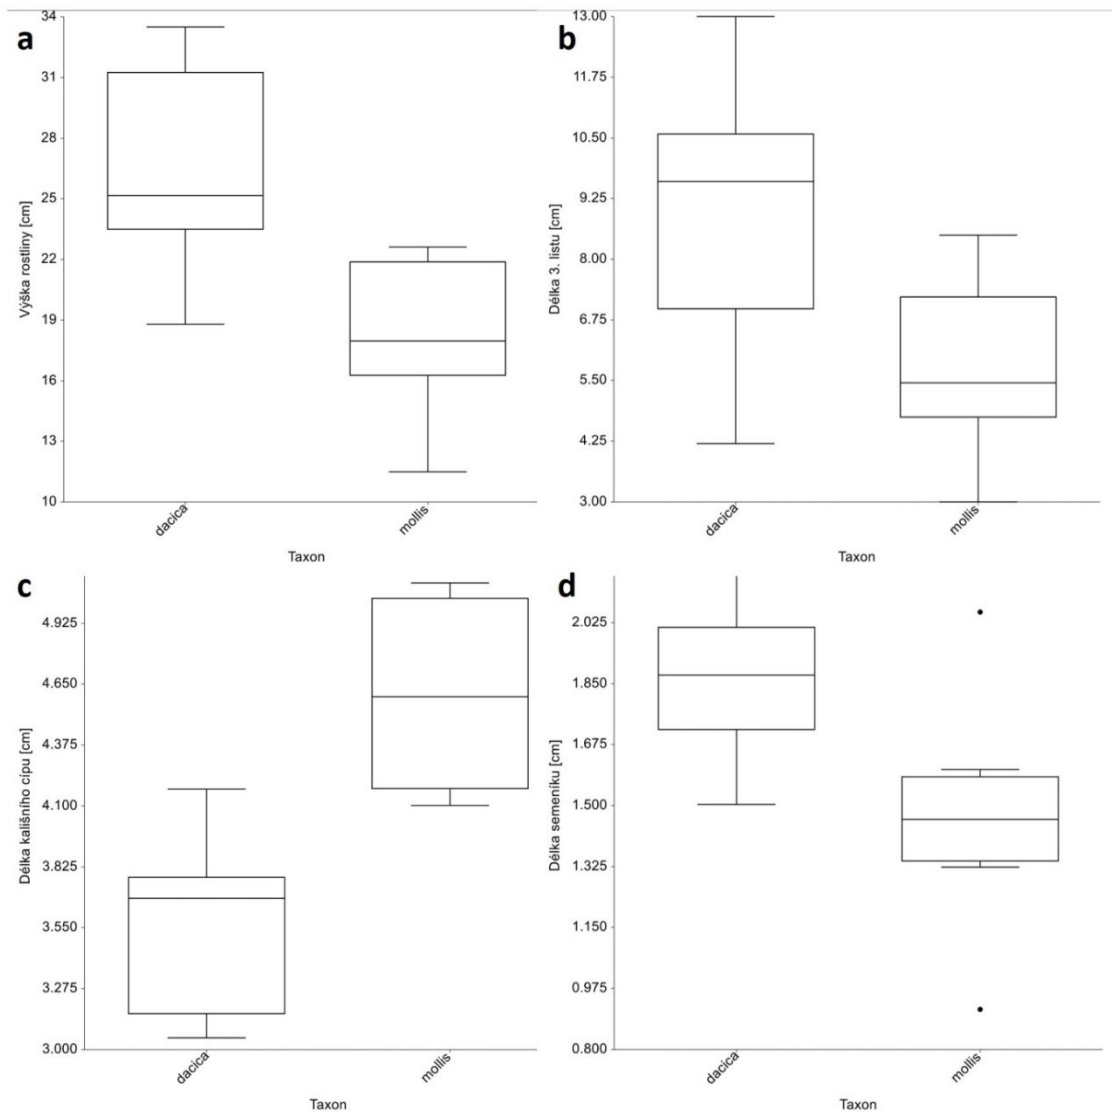 a
34
31
28
25
22
19
16
13
10
Výška rostliny [cm]
dacica
mollis
Taxon
b
13.00
11.75
10.50
9.25
8.00
6.75
5.50
4.25
3.00
Délka 3. listu [cm]
dacica
mollis
Taxon
c
4.925
4.650
4.375
4.100
3.825
3.550
3.275
3.000
Délka kališního cípu [cm]
dacica
mollis
Taxon
d
2.025
1.850
1.675
1.500
1.325
1.150
0.975
0.800
Délka semeníku [cm]
dacica
mollis
Taxon